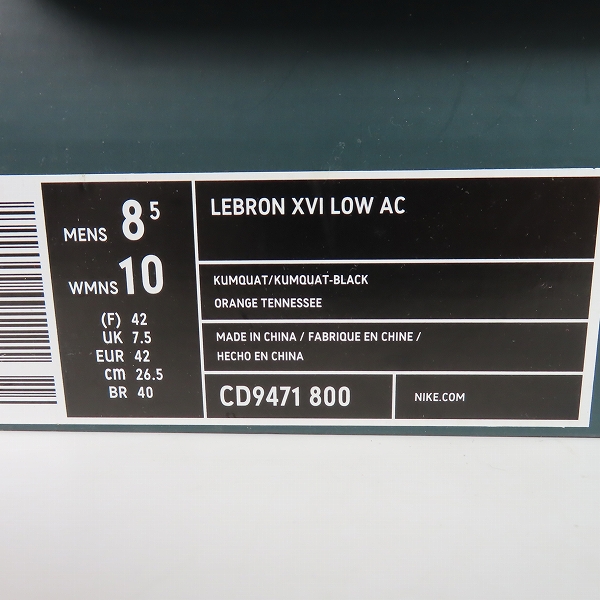 MENS 8 5
WMNS 10
(F) 42
UK 7.5
EUR 42
cm 26.5
BR 40
LEBRON XVI LOW AC
KUMQUAT/KUMQUAT-BLACK
ORANGE TENNESSEE
MADE IN CHINA / FABRIQUE EN CHINE /
HECHO EN CHINA
CD9471 800
NIKE.COM